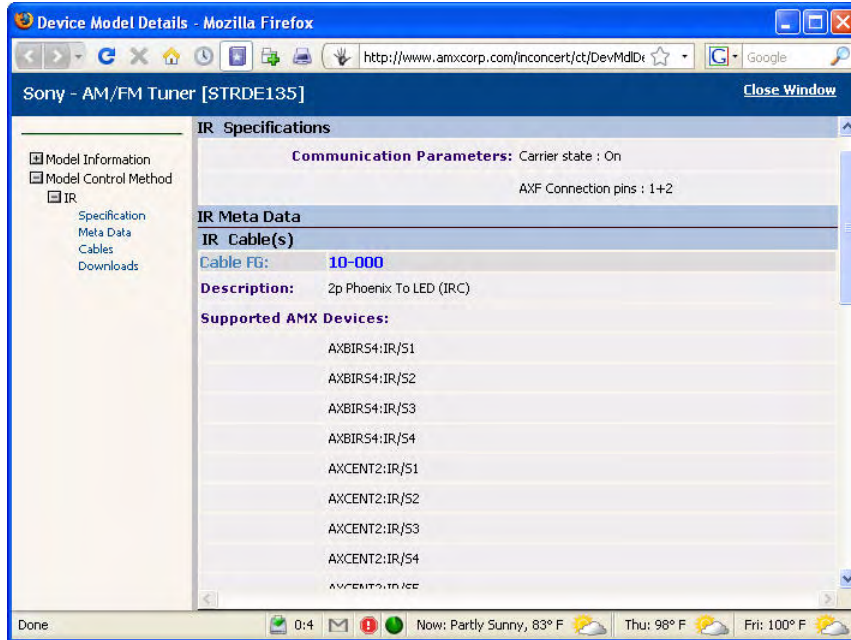 Device Model Details - Mozilla Firefox
http://www.amxcorp.com/inconcert/ct/DevMdlDe
G
Google
Sony - AM/FM Tuner [STRDE135]
Close Window
Model Information
Model Control Method
IR
Specification
Meta Data
Cables
Downloads
IR Specifications
Communication Parameters: Carrier state : On
AXF Connection pins : 1+2
IR Meta Data
IR Cable(s)
Cable FG: 10-000
Description: 2p Phoenix To LED (IRC)
Supported AMX Devices:
AXBIRS4:IR/S1
AXBIRS4:IR/S2
AXBIRS4:IR/S3
AXBIRS4:IR/S4
AXCENT2:IR/S1
AXCENT2:IR/S2
AXCENT2:IR/S3
AXCENT2:IR/S4
Done
0:4
Now: Partly Sunny, 83° F
Thu: 98° F
Fri: 100° F